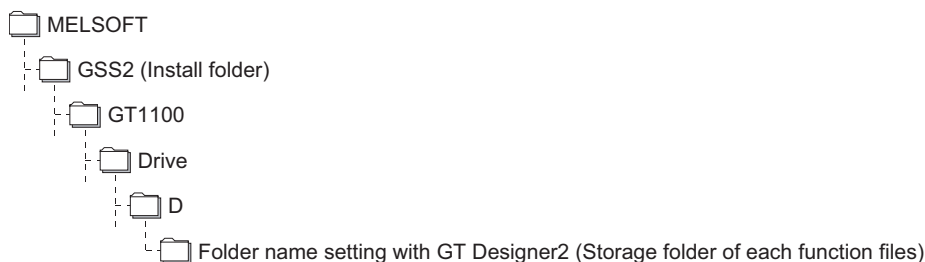 MELSOFT
GSS2 (Install folder)
GT1100
Drive
D
Folder name setting with GT Designer2 (Storage folder of each function files)